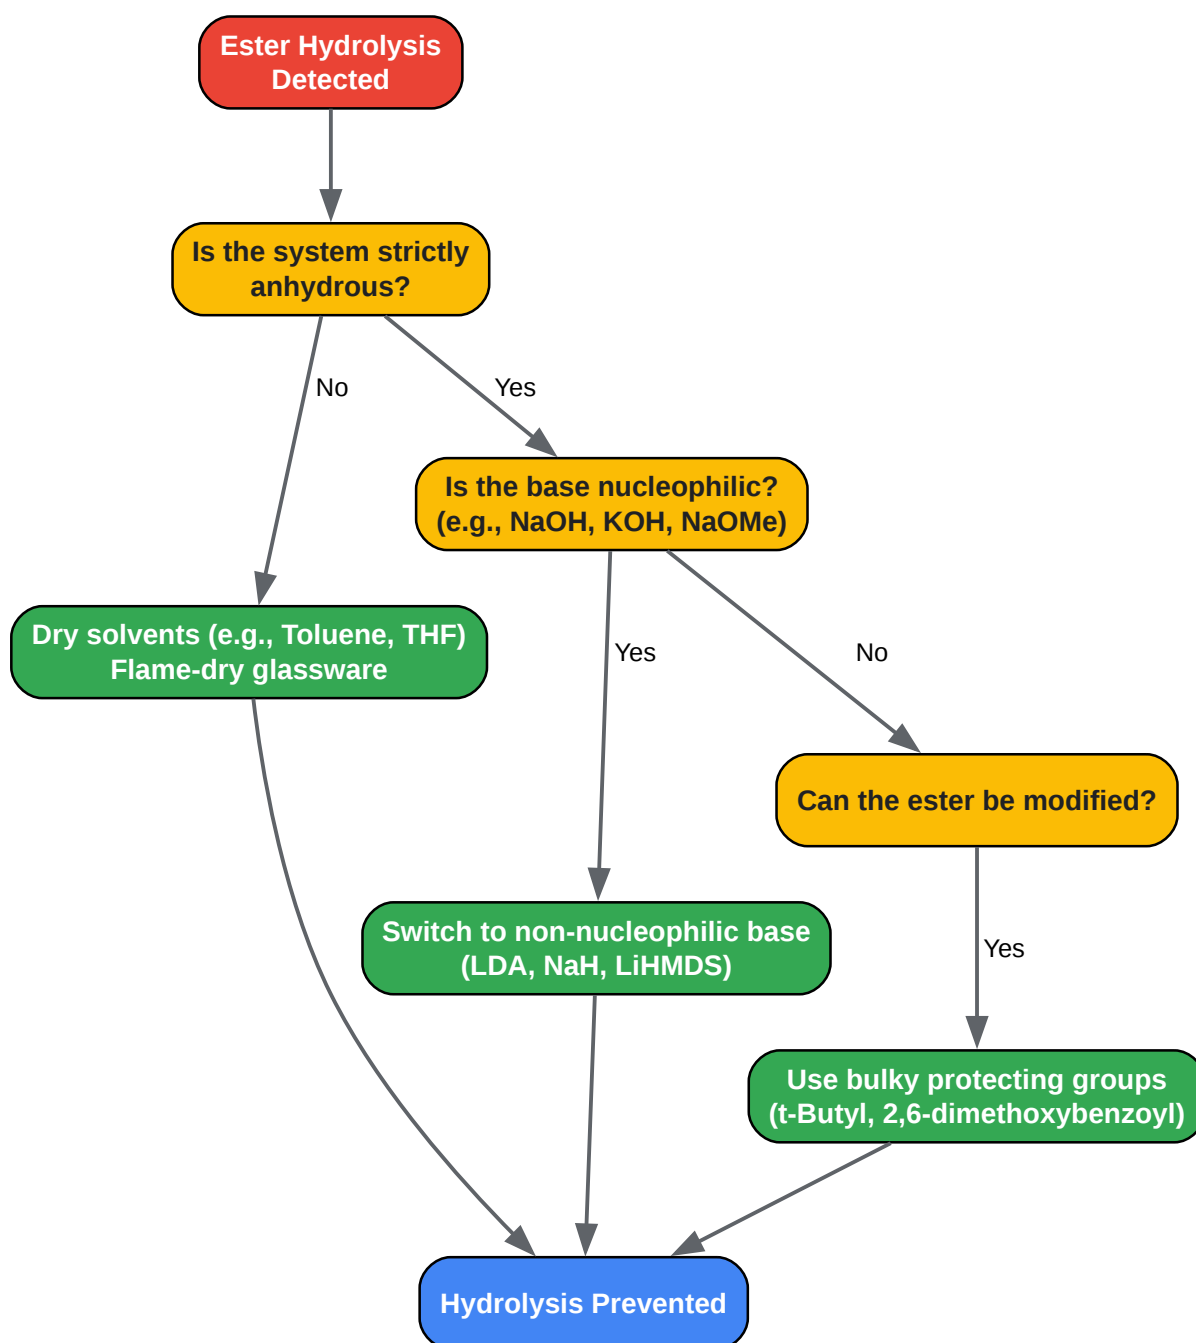 Ester Hydrolysis
Detected
Is the system strictly
anhydrous?
No
Yes
Is the base nucleophilic?
(e.g., NaOH, KOH, NaOMe)
Dry solvents (e.g., Toluene, THF)
Flame-dry glassware
Yes
No
Can the ester be modified?
Switch to non-nucleophilic base
(LDA, NaH, LiHMDS)
Yes
Use bulky protecting groups
(t-Butyl, 2,6-dimethoxybenzoyl)
Hydrolysis Prevented